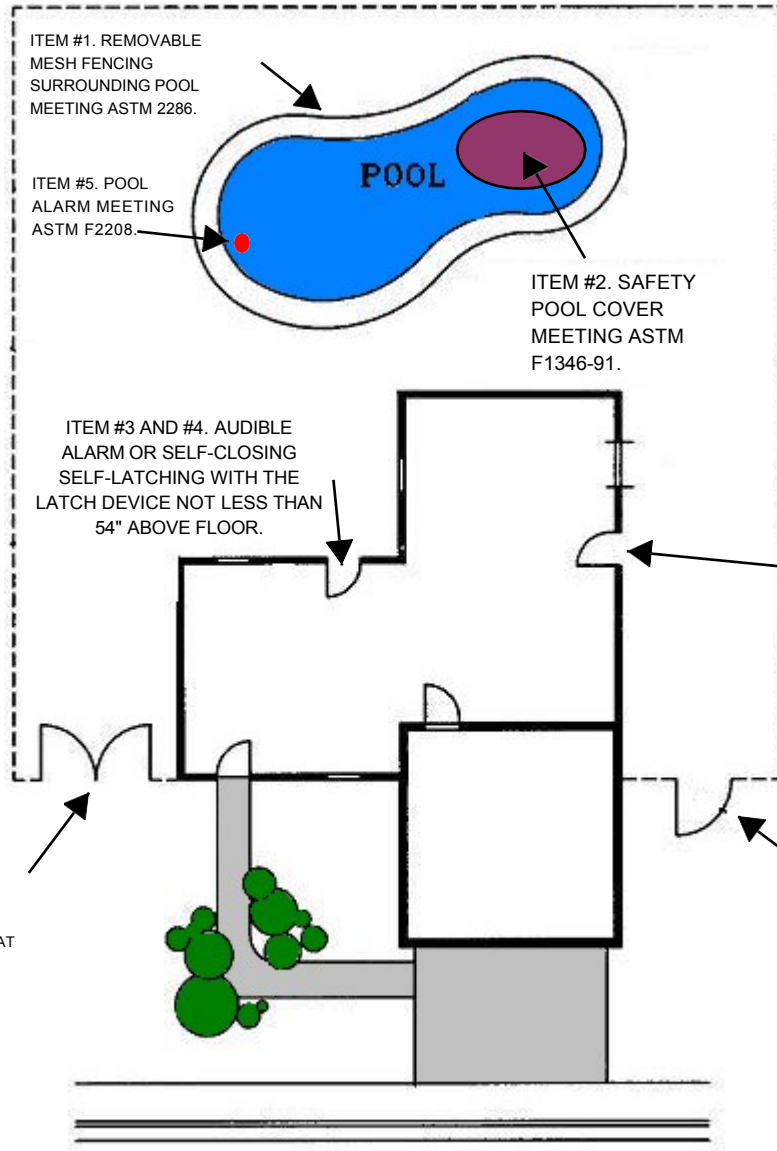 ITEM #1. REMOVABLE
MESH FENCING
SURROUNDING POOL
MEETING ASTM 2286.
ITEM #5. POOL
ALARM MEETING
ASTM F2208.
POOL
ITEM #2. SAFETY
POOL COVER
MEETING ASTM
F1346-91.
ITEM #3 AND #4. AUDIBLE
ALARM OR SELF-CLOSING
SELF-LATCHING WITH THE
LATCH DEVICE NOT LESS THAN
54" ABOVE FLOOR.
AT